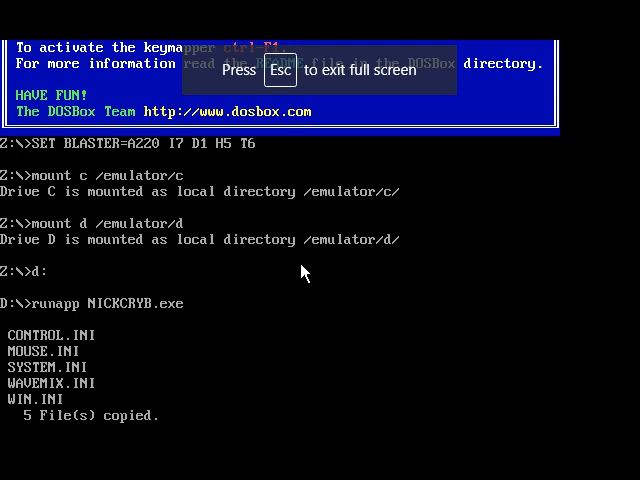 To activate the keymapper ctrl-F1.
For more information read the README file in the DOSBox directory.
Press Esc to exit full screen
HAVE FUN!
The DOSBox Team http://www.dosbox.com
Z:\>SET BLASTER=A220 I7 D1 H5 T6
Z:\>mount c /emulator/c
Drive C is mounted as local directory /emulator/c/
Z:\>mount d /emulator/d
Drive D is mounted as local directory /emulator/d/
Z:\>d:
D:\>runapp NICKCRYB.exe
CONTROL.INI
MOUSE.INI
SYSTEM.INI
WAVEMIX.INI
WIN.INI
5 File(s) copied.